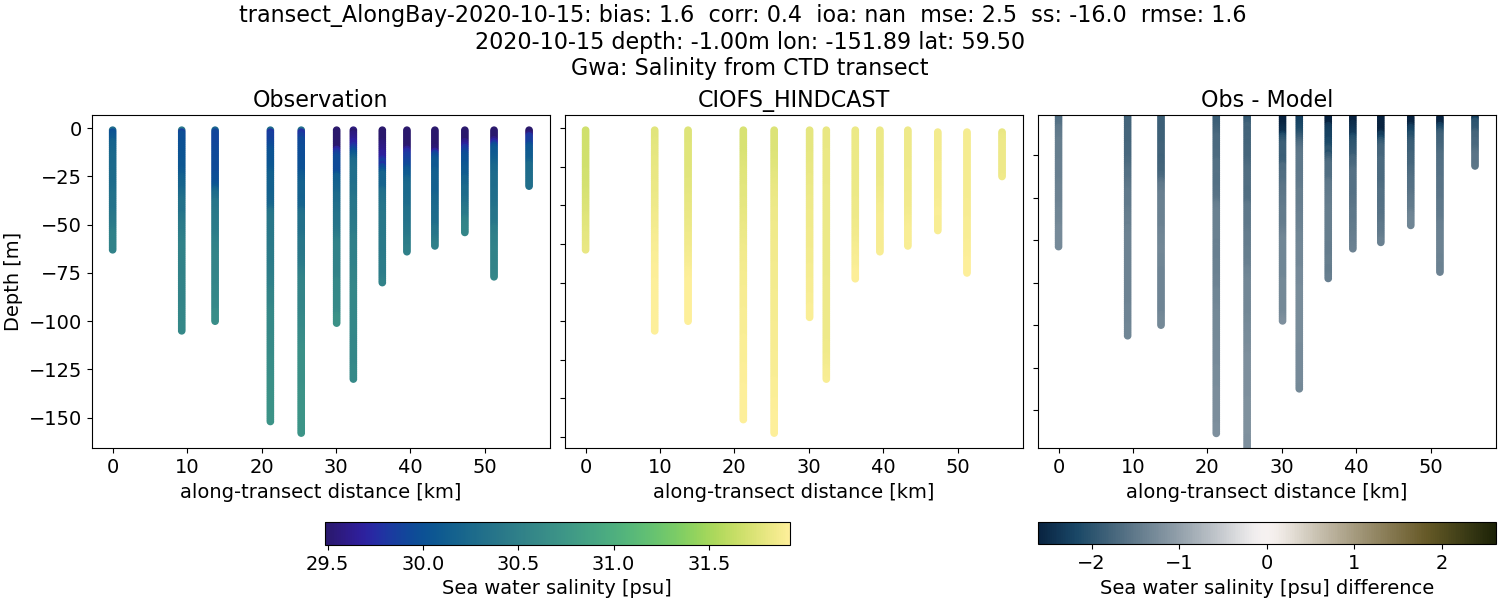 transect_AlongBay-2020-10-15: bias: 1.6  corr: 0.4  ioa: nan  mse: 2.5  ss: -16.0  rmse: 1.6
2020-10-15 depth: -1.00m lon: -151.89 lat: 59.50
Gwa: Salinity from CTD transect
Observation
CIOFS_HINDCAST
Obs - Model
Depth [m]
0
−25
−50
−75
−100
−125
−150
0 10 20 30 40 50
0 10 20 30 40 50
0 10 20 30 40 50
along-transect distance [km]
along-transect distance [km]
along-transect distance [km]
29.5 30.0 30.5 31.0 31.5
Sea water salinity [psu]
−2 −1 0 1 2
Sea water salinity [psu] difference